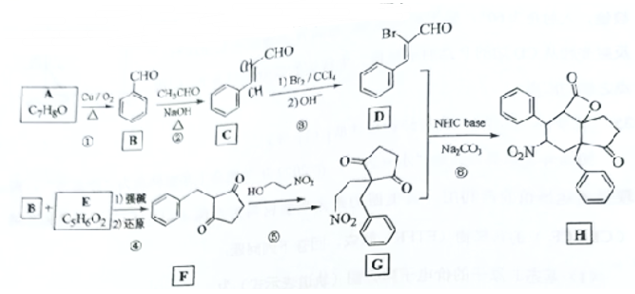 CHO
Br
CHO
A
C₇H₈O
Cu/O₂
△
①
CHO
B
CH₃CHO
NaOH
△
②
(H)
(H
CHO
C
1) Br₂/CCl₄
2) OH⁻
③
D
NHC base
Na₂CO₃
⑥
O
O
O₂N
O
H
B + E
C₅H₆O₂
1)强碱
2)还原
④
O
O
F
HO NO₂
⑤
O
O
NO₂
G